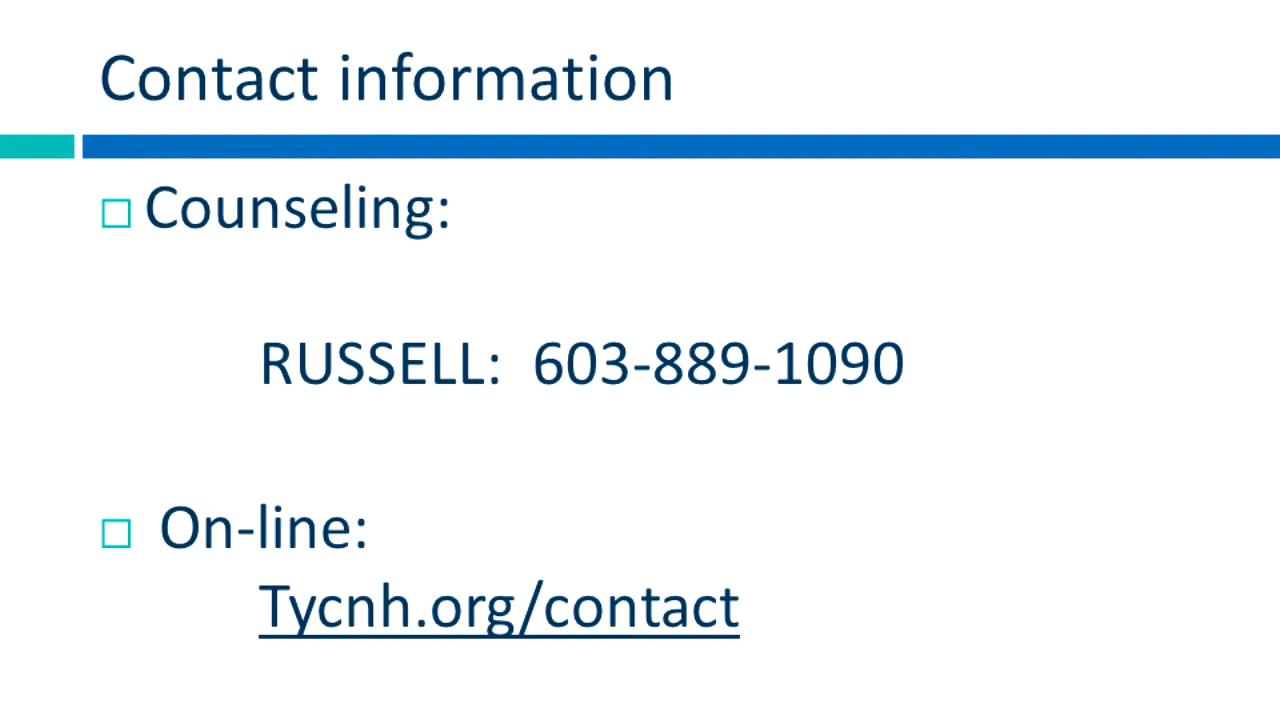 Contact information
Counseling:
RUSSELL: 603-889-1090
On-line:
Tycnh.org/contact